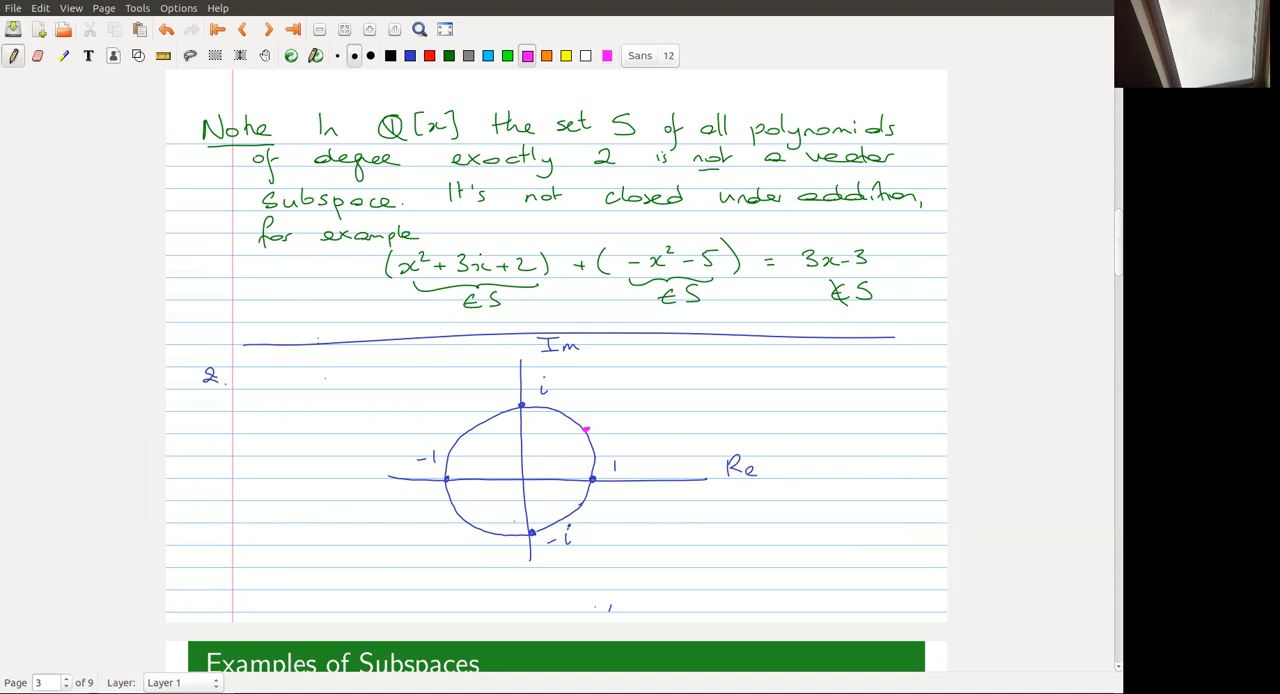 File Edit View Page Tools Options Help
Sans 12
Note In Q[x] the set S of all polynomials
of degree exactly 2 is not a vector
subspace. It's not closed under addition,
for example
(x² + 3x + 2) + (-x² - 5) = 3x - 3
∈ S ∈ S ∉ S
Im
2.
i
-1
1
Re
-i
Examples of Subspaces
Page 3 of 9 Layer: Layer 1